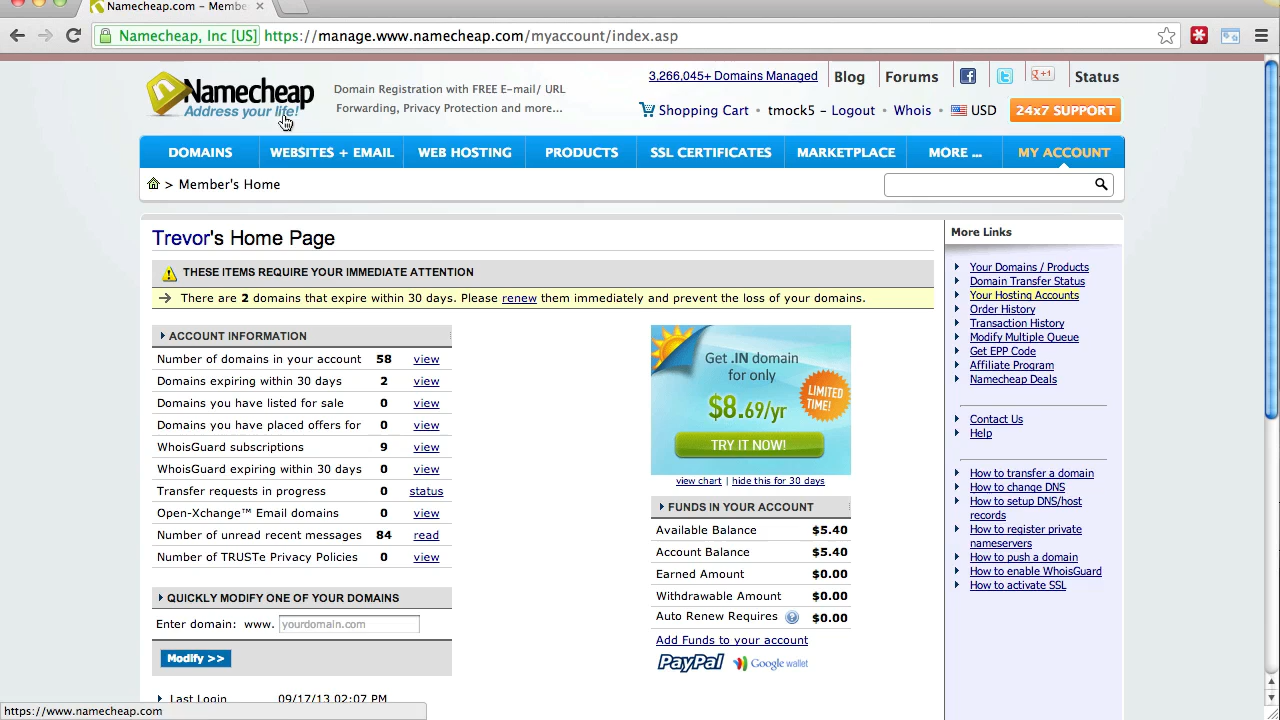 Namecheap.com – Membe
Namecheap, Inc [US] https://manage.www.namecheap.com/myaccount/index.asp
Namecheap
Address your life!
Domain Registration with FREE E-mail/ URL
Forwarding, Privacy Protection and more...
3,266,045+ Domains Managed Blog Forums +1 Status
Shopping Cart • tmock5 - Logout • Whois • USD 24x7 SUPPORT
DOMAINS WEBSITES + EMAIL WEB HOSTING PRODUCTS SSL CERTIFICATES MARKETPLACE MORE ... MY ACCOUNT
> Member's Home
Trevor's Home Page
THESE ITEMS REQUIRE YOUR IMMEDIATE ATTENTION
There are 2 domains that expire within 30 days. Please renew them immediately and prevent the loss of your domains.
ACCOUNT INFORMATION
Number of domains in your account 58 view
Domains expiring within 30 days 2 view
Domains you have listed for sale 0 view
Domains you have placed offers for 0 view
WhoisGuard subscriptions 9 view
WhoisGuard expiring within 30 days 0 view
Transfer requests in progress 0 status
Open-Xchange™ Email domains 0 view
Number of unread recent messages 84 read
Number of TRUSTe Privacy Policies 0 view
QUICKLY MODIFY ONE OF YOUR DOMAINS
Enter domain: www. yourdomain.com
Modify >>
Last Login 09/17/13 02:07 PM
Get .IN domain
for only
$8.69/yr
LIMITED
TIME!
TRY IT NOW!
view chart | hide this for 30 days
FUNDS IN YOUR ACCOUNT
Available Balance $5.40
Account Balance $5.40
Earned Amount $0.00
Withdrawable Amount $0.00
Auto Renew Requires ? $0.00
Add Funds to your account
PayPal Google wallet
More Links
Your Domains / Products
Domain Transfer Status
Your Hosting Accounts
Order History
Transaction History
Modify Multiple Queue
Get EPP Code
Affiliate Program
Namecheap Deals
Contact Us
Help
How to transfer a domain
How to change DNS
How to setup DNS/host
records
How to register private
nameservers
How to push a domain
How to enable WhoisGuard
How to activate SSL
https://www.namecheap.com